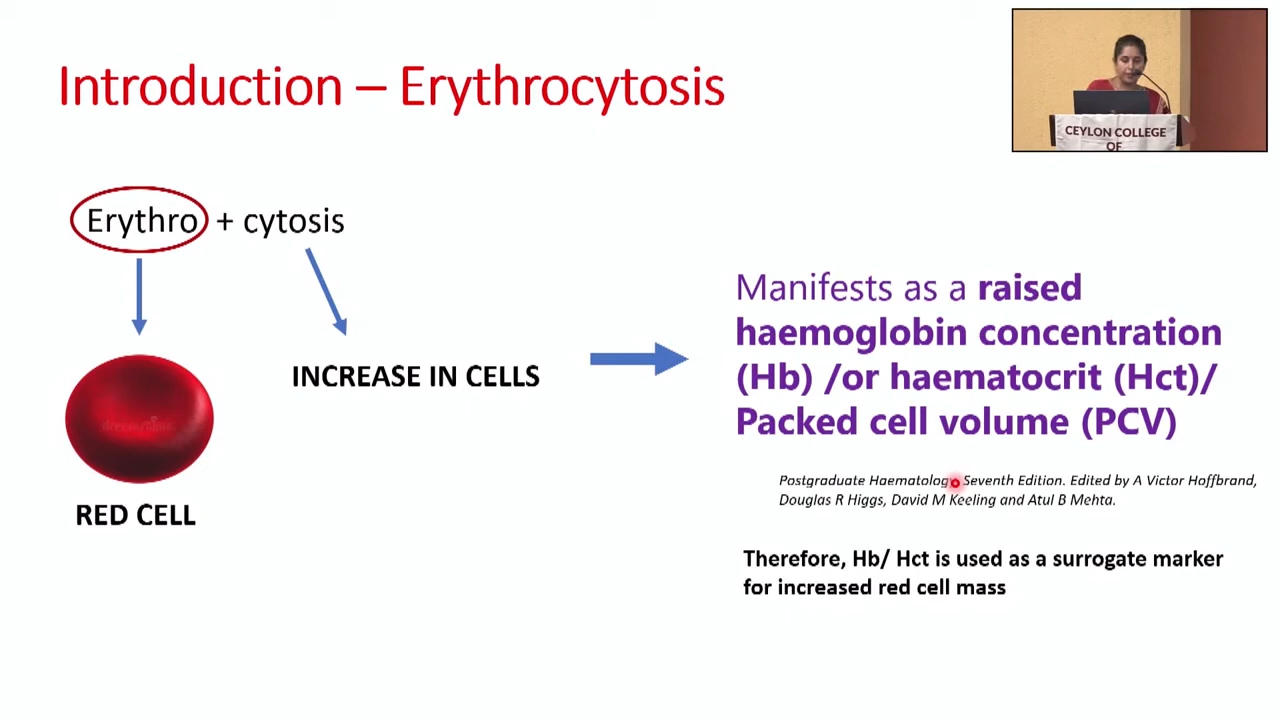 Introduction – Erythrocytosis
CEYLON COLLEGE
OF
Erythro + cytosis
INCREASE IN CELLS
RED CELL
Manifests as a raised
haemoglobin concentration
(Hb) /or haematocrit (Hct)/
Packed cell volume (PCV)
Postgraduate Haematology Seventh Edition. Edited by A Victor Hoffbrand,
Douglas R Higgs, David M Keeling and Atul B Mehta.
Therefore, Hb/ Hct is used as a surrogate marker
for increased red cell mass